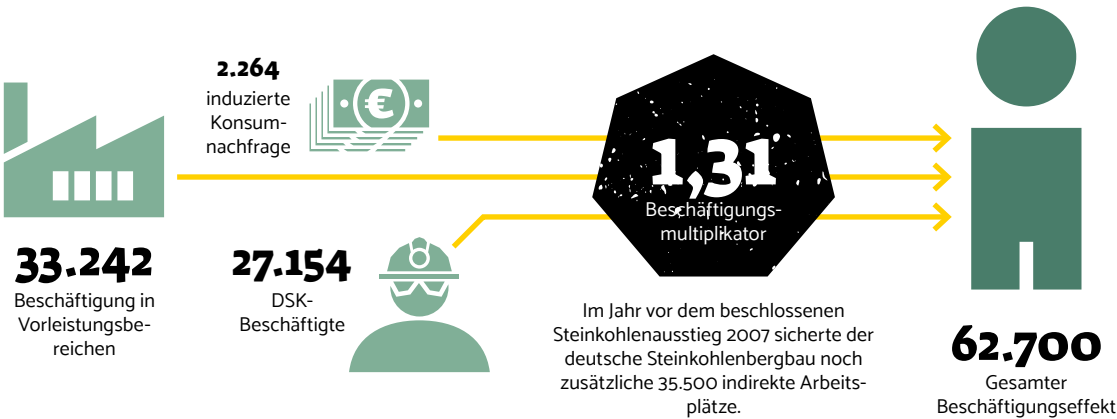 2.264
induzierte
Konsum-
nachfrage
€
33.242
Beschäftigung in
Vorleistungsbe-
reichen
27.154
DSK-
Beschäftigte
1,31
Beschäftigungs-
multiplikator
Im Jahr vor dem beschlossenen
Steinkohlenausstieg 2007 sicherte der
deutsche Steinkohlenbergbau noch
zusätzliche 35.500 indirekte Arbeits-
plätze.
62.700
Gesamter
Beschäftigungseffekt